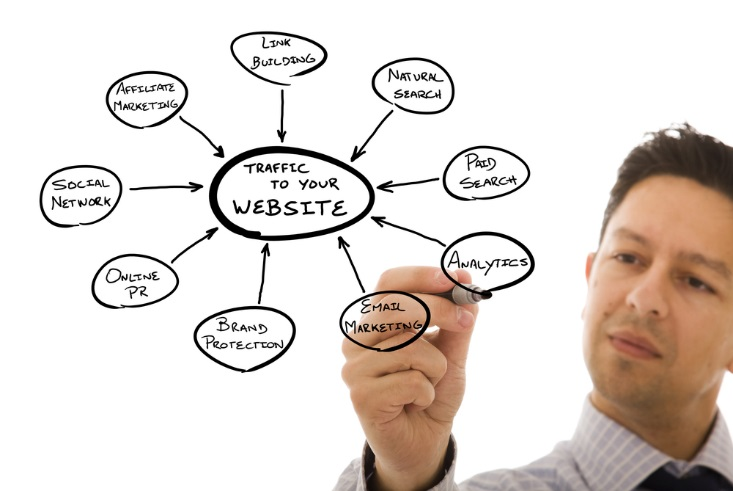 LINK
BUILDING
NATURAL
SEARCH
AFFILIATE
MARKETING
PAID
SEARCH
TRAFFIC
TO YOUR
WEBSITE
SOCIAL
NETWORK
ANALYTICS
ONLINE
PR
EMAIL
MARKETING
BRAND
PROTECTION